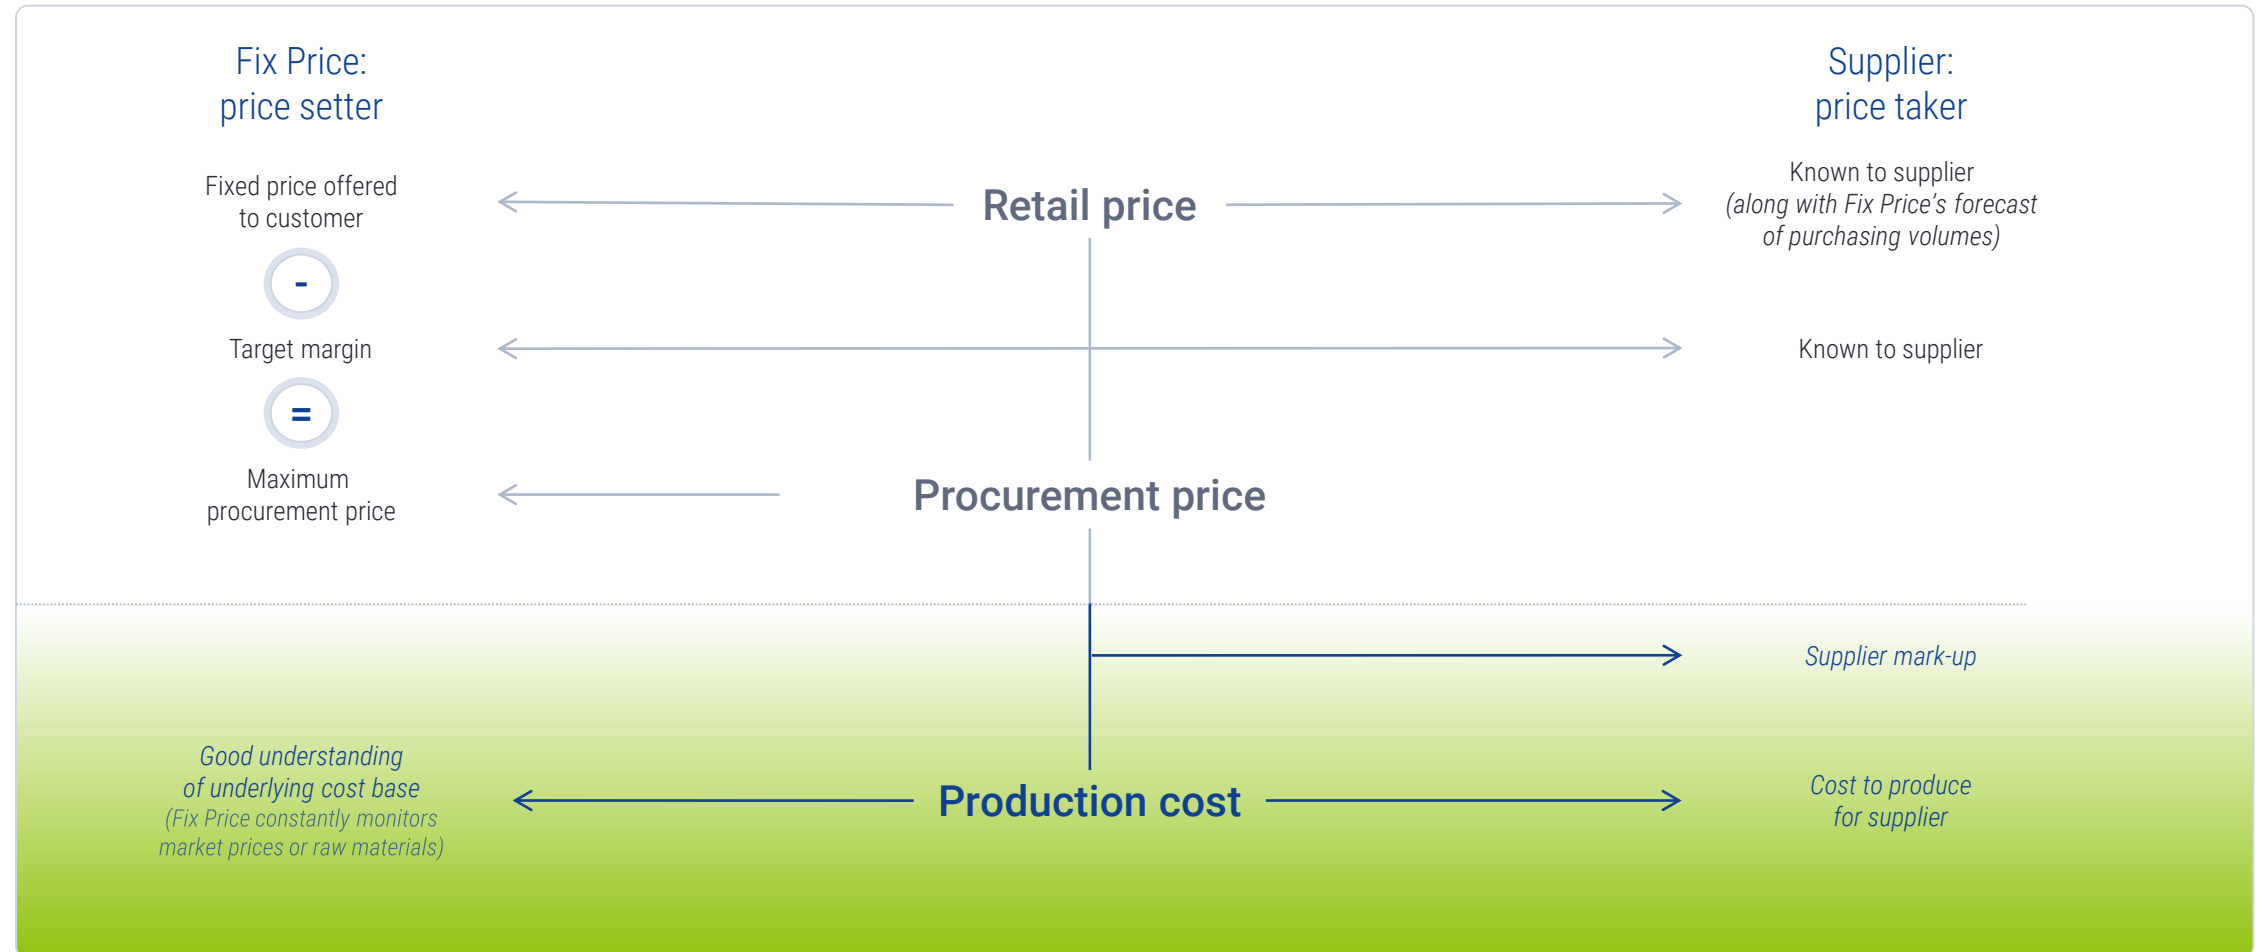 Fix Price:
price setter
Supplier:
price taker
Fixed price offered
to customer
Retail price
Known to supplier
(along with Fix Price’s forecast
of purchasing volumes)
-
Target margin
Known to supplier
=
Maximum
procurement price
Procurement price
Supplier mark-up
Good understanding
of underlying cost base
(Fix Price constantly monitors
market prices or raw materials)
Production cost
Cost to produce
for supplier